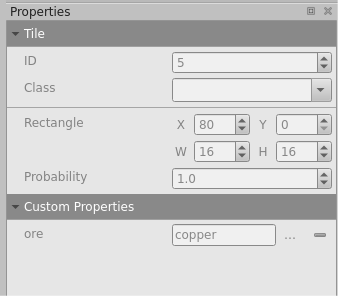 Properties
Tile
ID 5
Class
Rectangle X 80 Y 0
W 16 H 16
Probability 1.0
Custom Properties
ore copper ...